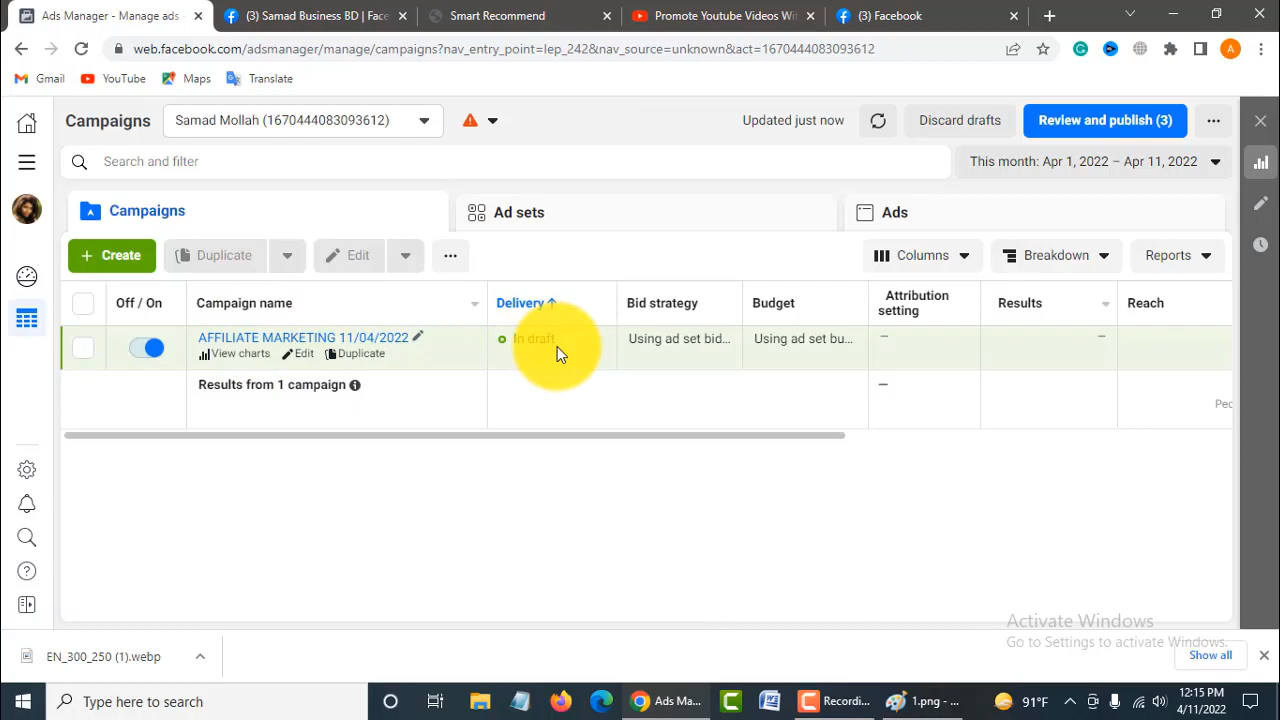 Ads Manager - Manage ads -
(3) Samad Business BD | Face
Smart Recommend
Promote Youtube Videos Wit
(3) Facebook
web.facebook.com/adsmanager/manage/campaigns?nav_entry_point=lep_242&nav_source=unknown&act=1670444083093612
A
Gmail
YouTube
Maps
Translate
Campaigns
Samad Mollah (1670444083093612)
Updated just now
Discard drafts
Review and publish (3)
Search and filter
This month: Apr 1, 2022 – Apr 11, 2022
Campaigns
Ad sets
Ads
+ Create
Duplicate
Edit
Columns
Breakdown
Reports
Off / On
Campaign name
Delivery ↑
Bid strategy
Budget
Attribution
setting
Results
Reach
AFFILIATE MARKETING 11/04/2022
In draft
Using ad set bid...
Using ad set bu...
—
—
View charts
Edit
Duplicate
Results from 1 campaign
—
Peo
Activate Windows
Go to Settings to activate Windows.
EN_300_250 (1).webp
Show all
Type here to search
Ads Ma...
Recordi...
1.png - ...
91°F
12:15 PM
4/11/2022